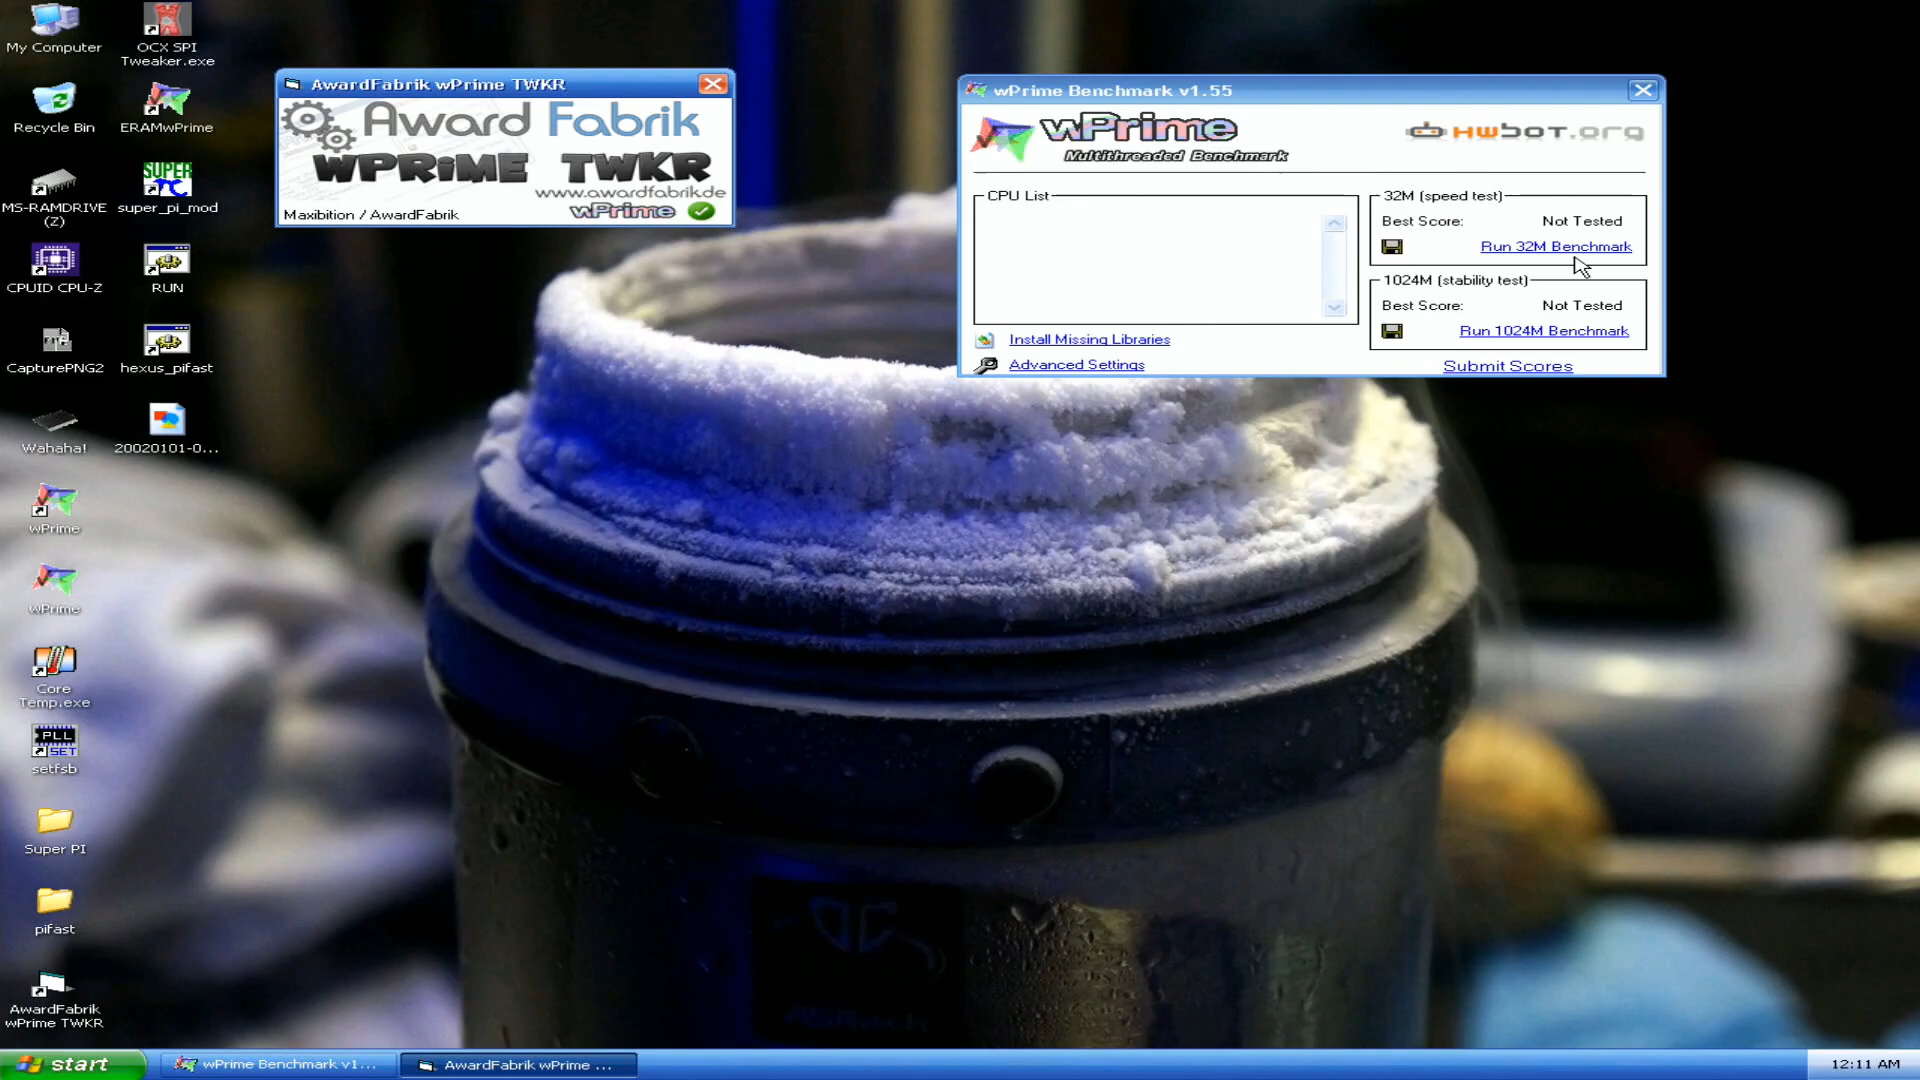 My Computer
OCX SPI
Tweaker.exe
Recycle Bin
ERAMwPrime
MS-RAMDRIVE
(Z)
SUPER
super_pi_mod
CPUID CPU-Z
RUN
CapturePNG2
hexus_pifast
Wahaha!
20020101-0...
wPrime
wPrime
Core
Temp.exe
PLL
SET
setfsb
Super PI
pifast
AwardFabrik
wPrime TWKR
AwardFabrik wPrime TWKR
Award Fabrik
WPRiME TWKR
www.awardfabrik.de
wPrime
Maxibition / AwardFabrik
wPrime Benchmark v1.55
wPrime
Multithreaded Benchmark
HWBOT.org
CPU List
32M (speed test)
Best Score: Not Tested
Run 32M Benchmark
1024M (stability test)
Best Score: Not Tested
Run 1024M Benchmark
Install Missing Libraries
Advanced Settings
Submit Scores
start
wPrime Benchmark v1...
AwardFabrik wPrime ...
12:11 AM